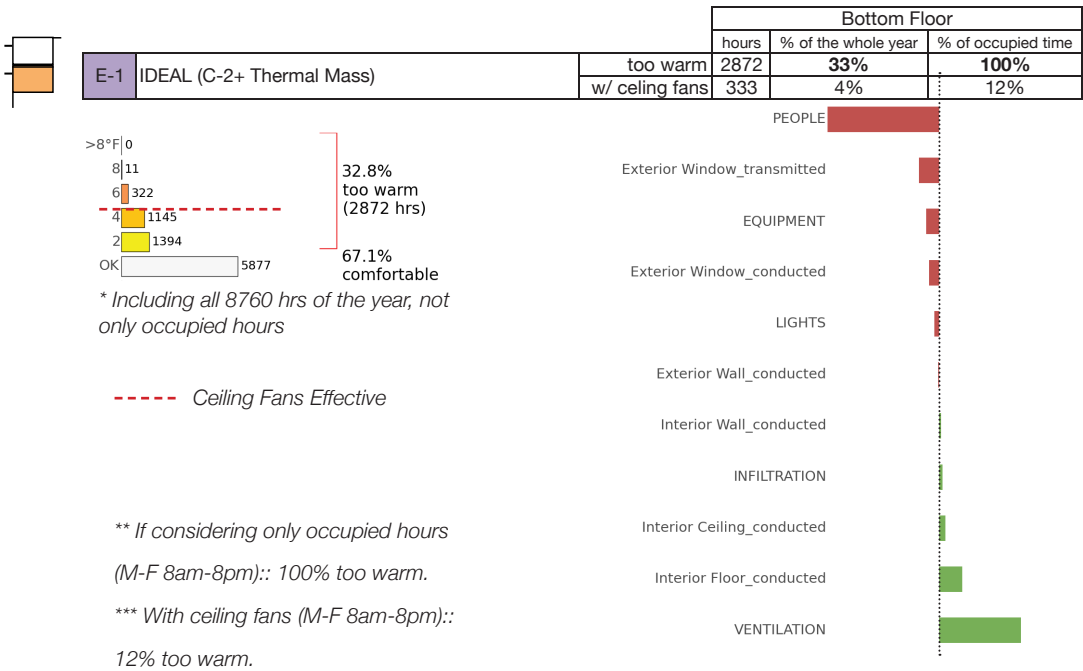 Bottom Floor
hours % of the whole year % of occupied time
E-1 IDEAL (C-2+ Thermal Mass) too warm 2872 33% 100%
w/ celing fans 333 4% 12%
>8°F 0
8 11
6 322
4 1145
2 1394
OK 5877
32.8%
too warm
(2872 hrs)
67.1%
comfortable
* Including all 8760 hrs of the year, not
only occupied hours
Ceiling Fans Effective
** If considering only occupied hours
(M-F 8am-8pm):: 100% too warm.
*** With ceiling fans (M-F 8am-8pm)::
12% too warm.
PEOPLE
Exterior Window_transmitted
EQUIPMENT
Exterior Window_conducted
LIGHTS
Exterior Wall_conducted
Interior Wall_conducted
INFILTRATION
Interior Ceiling_conducted
Interior Floor_conducted
VENTILATION